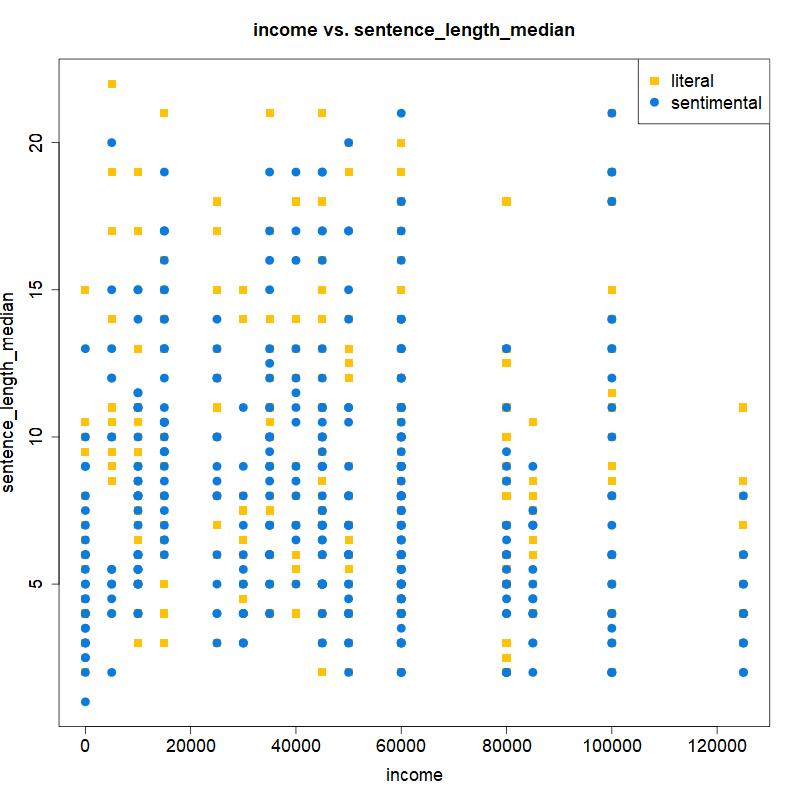 income vs. sentence_length_median
literal
sentimental
sentence_length_median
20
15
10
5
0 20000 40000 60000 80000 100000 120000
income